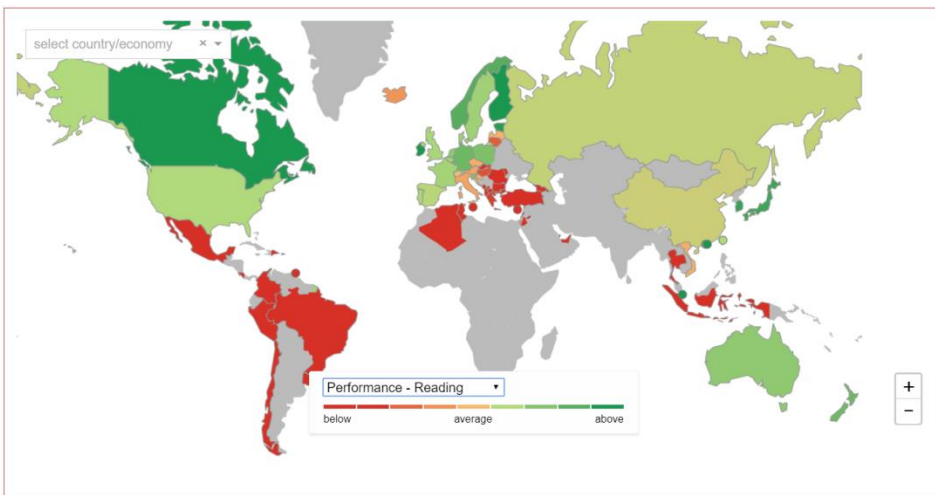 select country/economy × ▾
Performance - Reading ▾
below average above
+
−